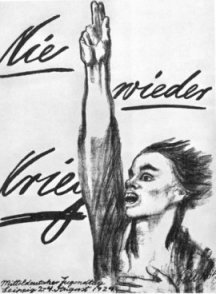 Nie
wieder
Krieg
Mitteldeutscher Jugendtag
Leipzig 2.-4. August 1924